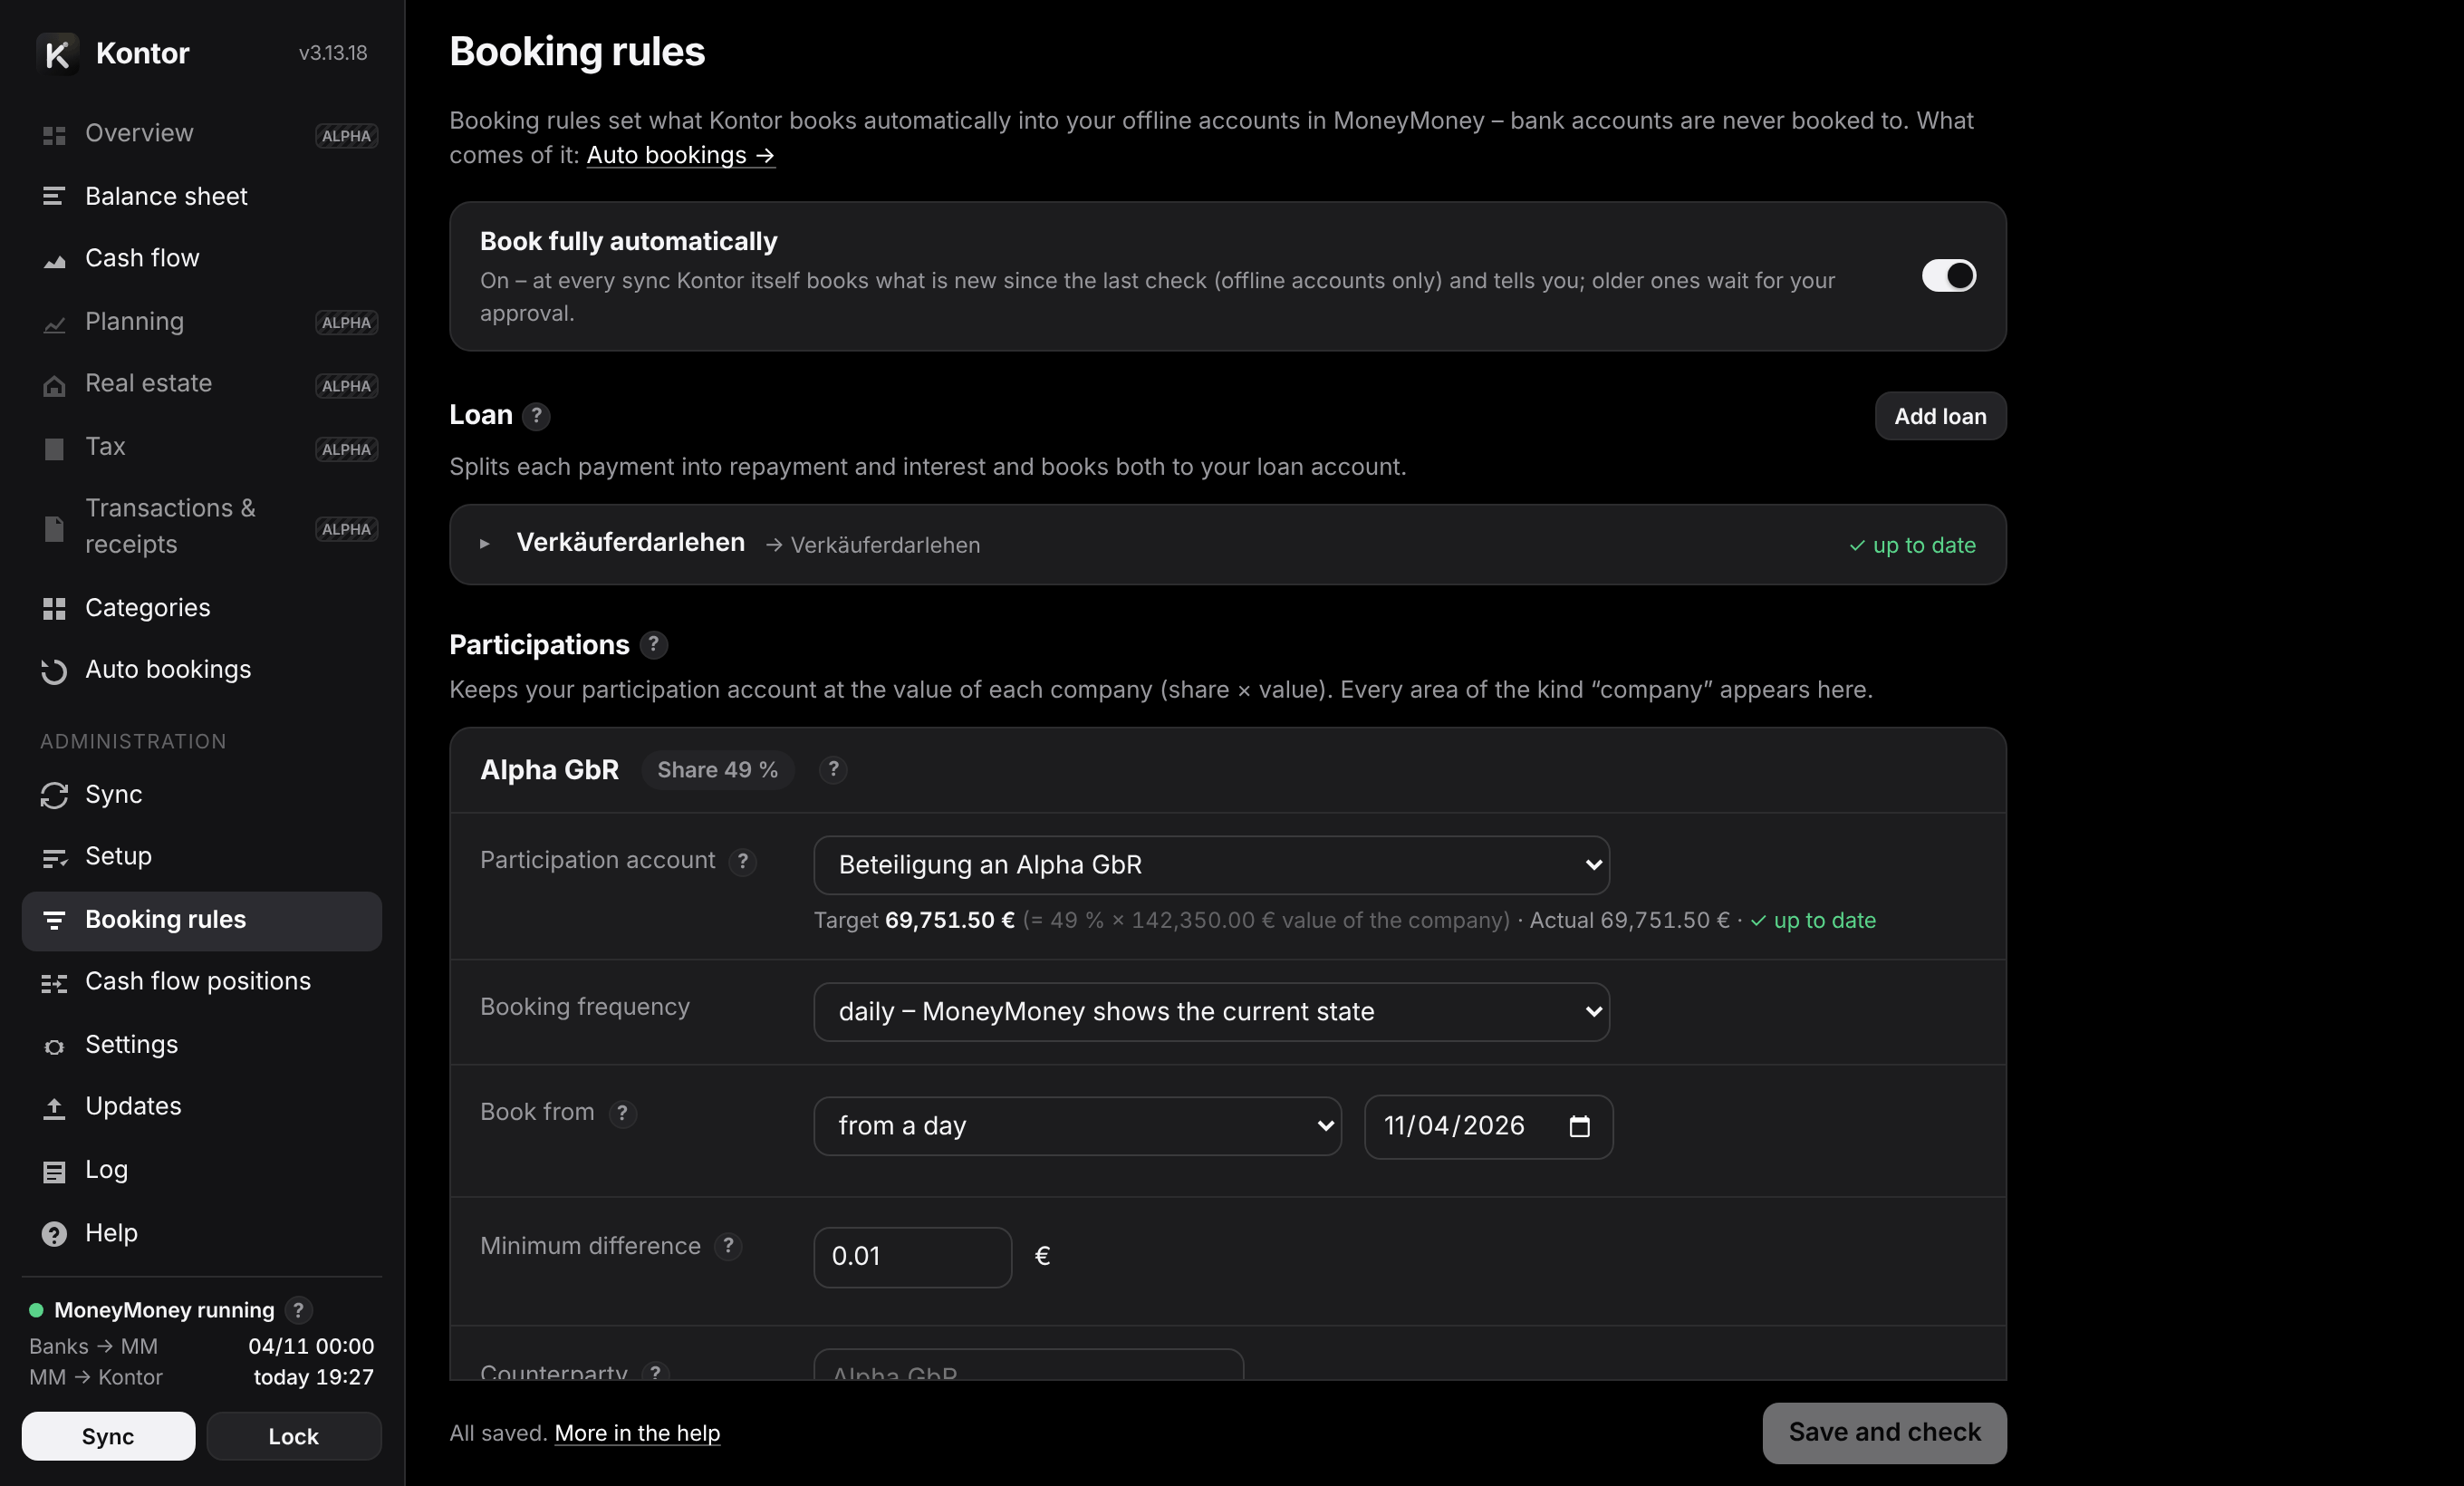 Kontor v3.13.18
Overview ALPHA
Balance sheet
Cash flow
Planning ALPHA
Real estate ALPHA
Tax ALPHA
Transactions &
receipts ALPHA
Categories
Auto bookings
ADMINISTRATION
Sync
Setup
Booking rules
Cash flow positions
Settings
Updates
Log
Help
MoneyMoney running ?
Banks → MM 04/11 00:00
MM → Kontor today 19:27
Sync Lock
Booking rules
Booking rules set what Kontor books automatically into your offline accounts in MoneyMoney – bank accounts are never booked to. What
comes of it: Auto bookings →
Book fully automatically
On – at every sync Kontor itself books what is new since the last check (offline accounts only) and tells you; older ones wait for your
approval.
Loan ? Add loan
Splits each payment into repayment and interest and books both to your loan account.
▸ Verkäuferdarlehen → Verkäuferdarlehen ✓ up to date
Participations ?
Keeps your participation account at the value of each company (share × value). Every area of the kind “company” appears here.
Alpha GbR Share 49 % ?
Participation account ? Beteiligung an Alpha GbR
Target 69,751.50 € (= 49 % × 142,350.00 € value of the company) · Actual 69,751.50 € · ✓ up to date
Booking frequency daily – MoneyMoney shows the current state
Book from ? from a day 11/04/2026
Minimum difference ? 0.01 €
Counterparty ? Alpha GbR
All saved. More in the help Save and check